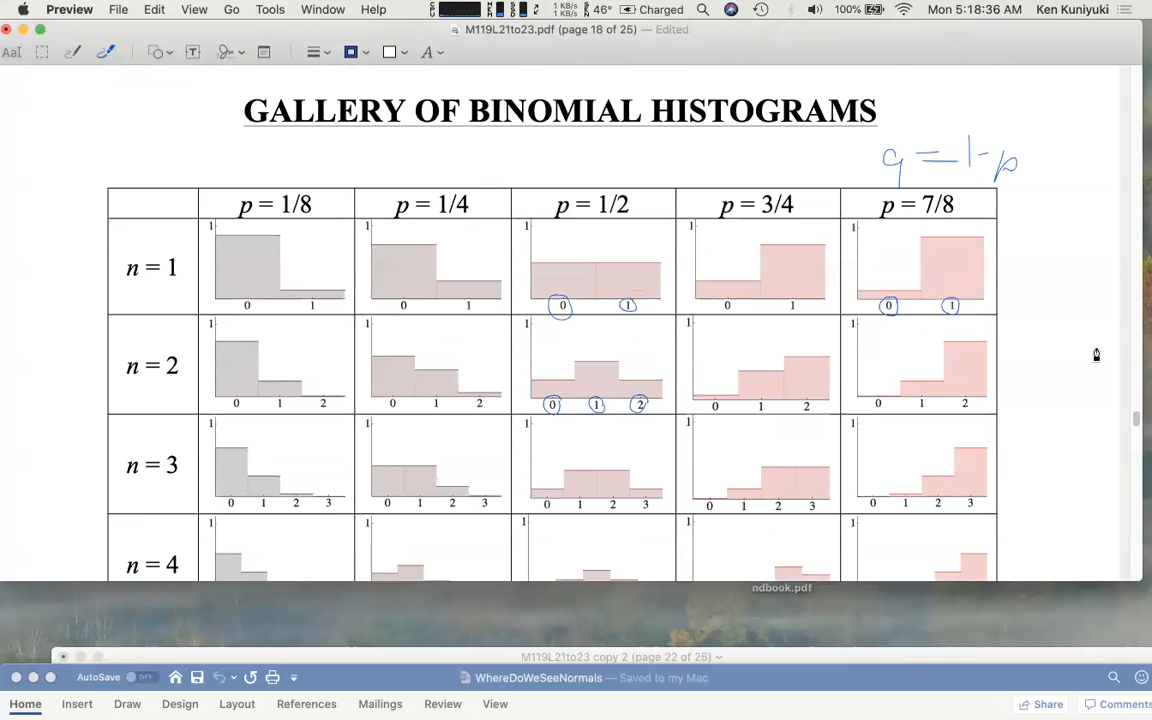 Preview File Edit View Go Tools Window Help 1 KB/s 6 KB/s 46° Charged 100% Mon 5:18:36 AM Ken Kuniyuki
M119L21to23.pdf (page 18 of 25) — Edited
GALLERY OF BINOMIAL HISTOGRAMS
q = 1 - p
p = 1/8 p = 1/4 p = 1/2 p = 3/4 p = 7/8
1 1 1 1 1
n = 1
0 1 0 1 0 1 0 1 0 1
1 1 1 1 1
n = 2
0 1 2 0 1 2 0 1 2 0 1 2 0 1 2
1 1 1 1 1
n = 3
0 1 2 3 0 1 2 3 0 1 2 3 0 1 2 3 0 1 2 3
1 1 1 1 1
n = 4
ndbook.pdf
M119L21to23 copy 2 (page 22 of 25)
AutoSave OFF WhereDoWeSeeNormals — Saved to my Mac
Home Insert Draw Design Layout References Mailings Review View Share Comments